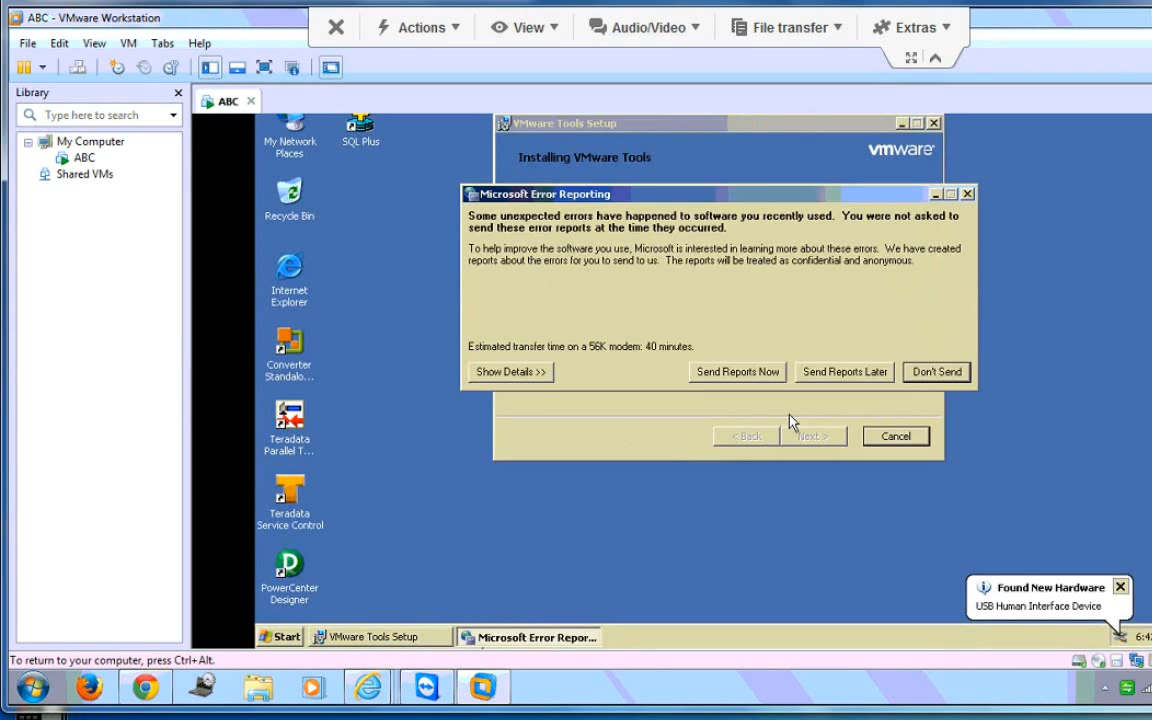 ABC - VMware Workstation
Actions
View
Audio/Video
File transfer
Extras
File Edit View VM Tabs Help
Library
Type here to search
My Computer
ABC
Shared VMs
ABC
My Network
Places
SQL Plus
Recycle Bin
Internet
Explorer
Converter
Standalo...
Teradata
Parallel T...
Teradata
Service Control
PowerCenter
Designer
VMware Tools Setup
Installing VMware Tools
vmware
Microsoft Error Reporting
Some unexpected errors have happened to software you recently used. You were not asked to
send these error reports at the time they occurred.
To help improve the software you use, Microsoft is interested in learning more about these errors. We have created
reports about the errors for you to send to us. The reports will be treated as confidential and anonymous.
Estimated transfer time on a 56K modem: 40 minutes.
Show Details >>
Send Reports Now
Send Reports Later
Don't Send
< Back
Next >
Cancel
Found New Hardware
USB Human Interface Device
Start
VMware Tools Setup
Microsoft Error Repor...
To return to your computer, press Ctrl+Alt.